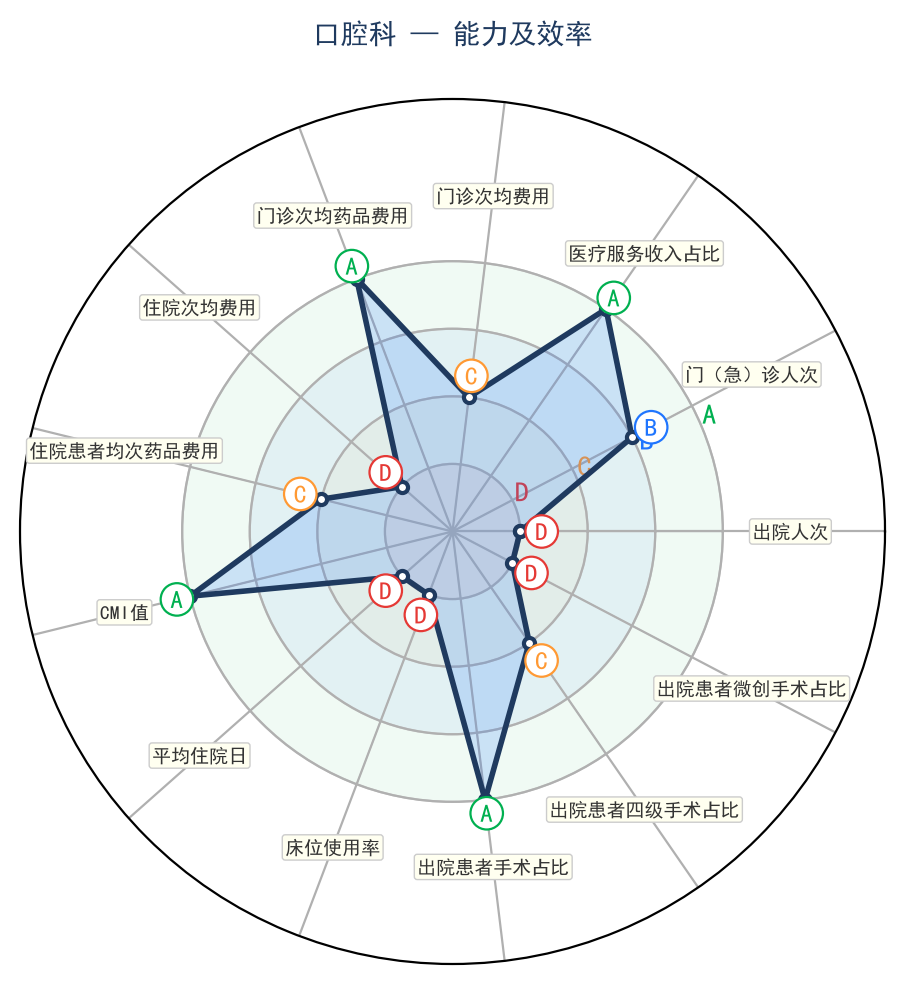 口腔科 — 能力及效率
门诊次均费用
门诊次均药品费用
医疗服务收入占比
A
A
住院次均费用
C
门（急）诊人次
A
B
B
住院患者均次药品费用
C
D
C
D
出院人次
D
D
A
CMI值
D
D
C
出院患者微创手术占比
平均住院日
出院患者四级手术占比
A
床位使用率
出院患者手术占比